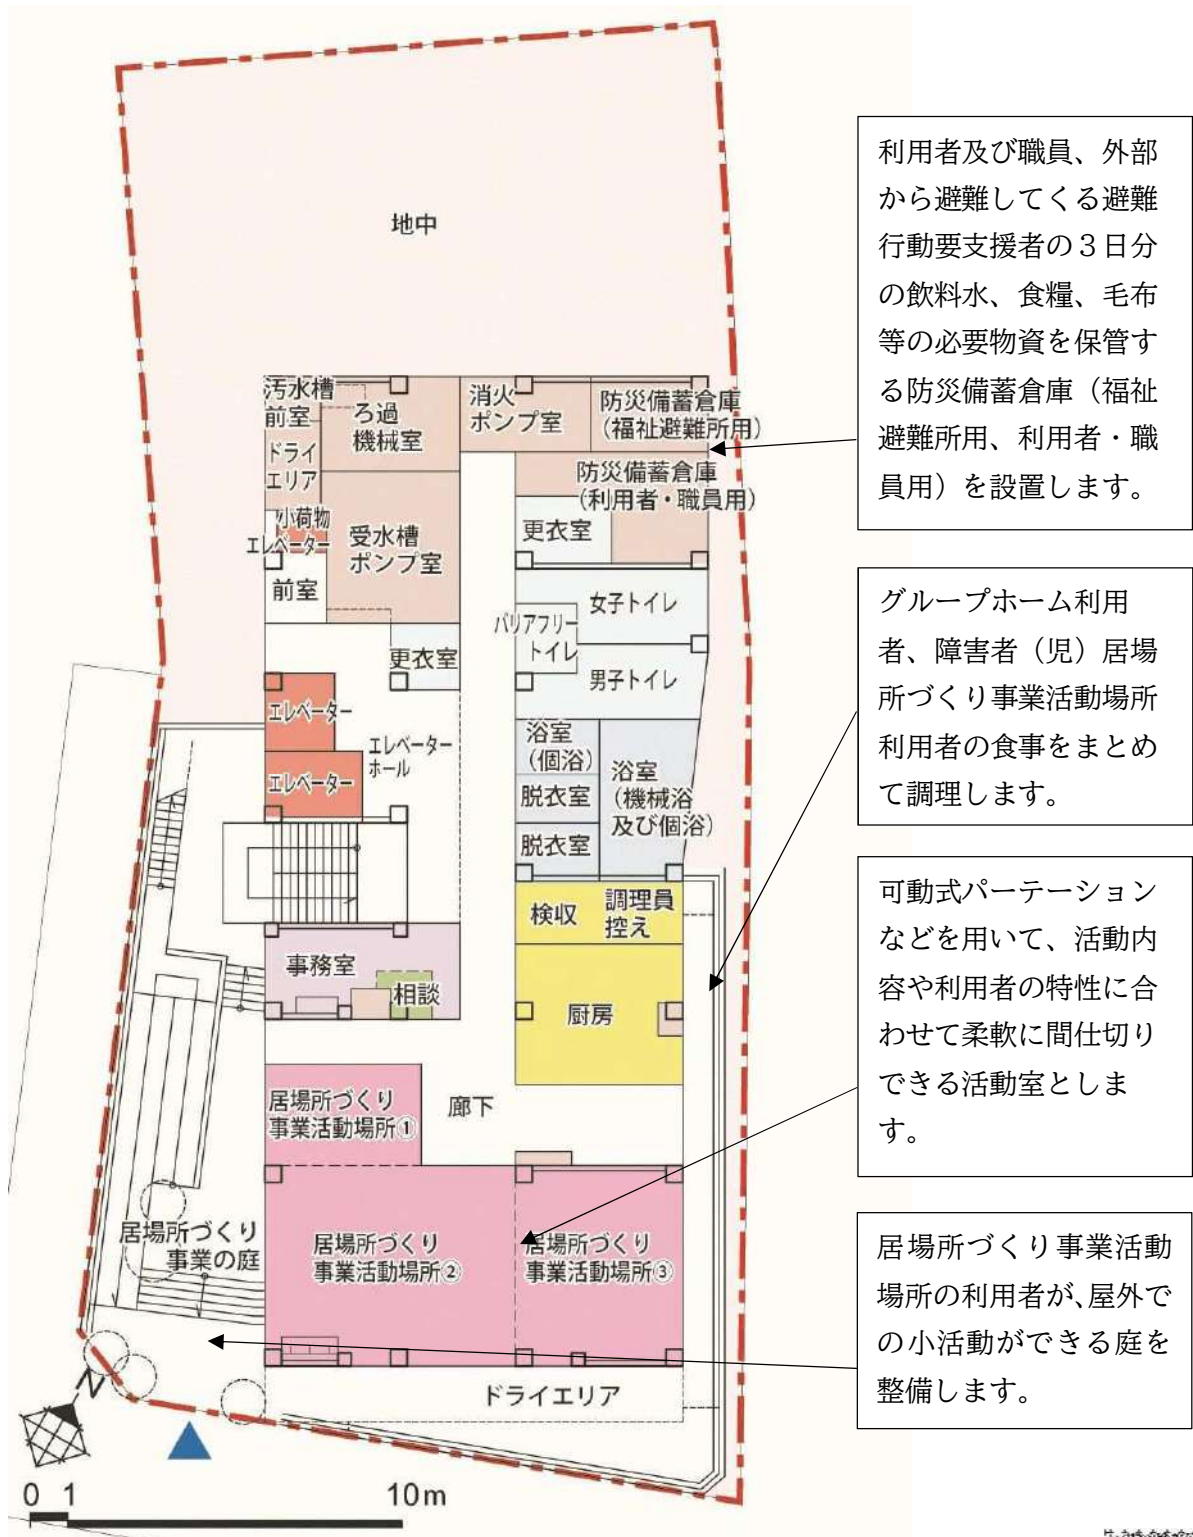 地中
汚水槽
前室
ろ過
機械室
消火
ポンプ室
防災備蓄倉庫
(福祉避難所用)
ドライ
エリア
防災備蓄倉庫
(利用者・職員用)
小荷物
エレベーター
受水槽
ポンプ室
更衣室
前室
女子トイレ
バリアフリー
トイレ
更衣室
男子トイレ
エレベーター
エレベーター
ホール
エレベーター
浴室
(個浴)
脱衣室
脱衣室
浴室
(機械浴
及び個浴)
検収
調理員
控え
事務室
相談
厨房
居場所づくり
事業活動場所①
廊下
居場所づくり
事業の庭
居場所づくり
事業活動場所②
居場所づくり
事業活動場所③
ドライエリア
N
0 1 10m
利用者及び職員、外部
から避難してくる避難
行動要支援者の3日分
の飲料水、食糧、毛布
等の必要物資を保管す
る防災備蓄倉庫(福祉
避難所用、利用者・職
員用)を設置します。
グループホーム利用
者、障害者(児)居場
所づくり事業活動場所
利用者の食事をまとめ
て調理します。
可動式パーテーション
などを用いて、活動内
容や利用者の特性に合
わせて柔軟に間仕切り
できる活動室としま
す。
居場所づくり事業活動
場所の利用者が、屋外で
の小活動ができる庭を
整備します。